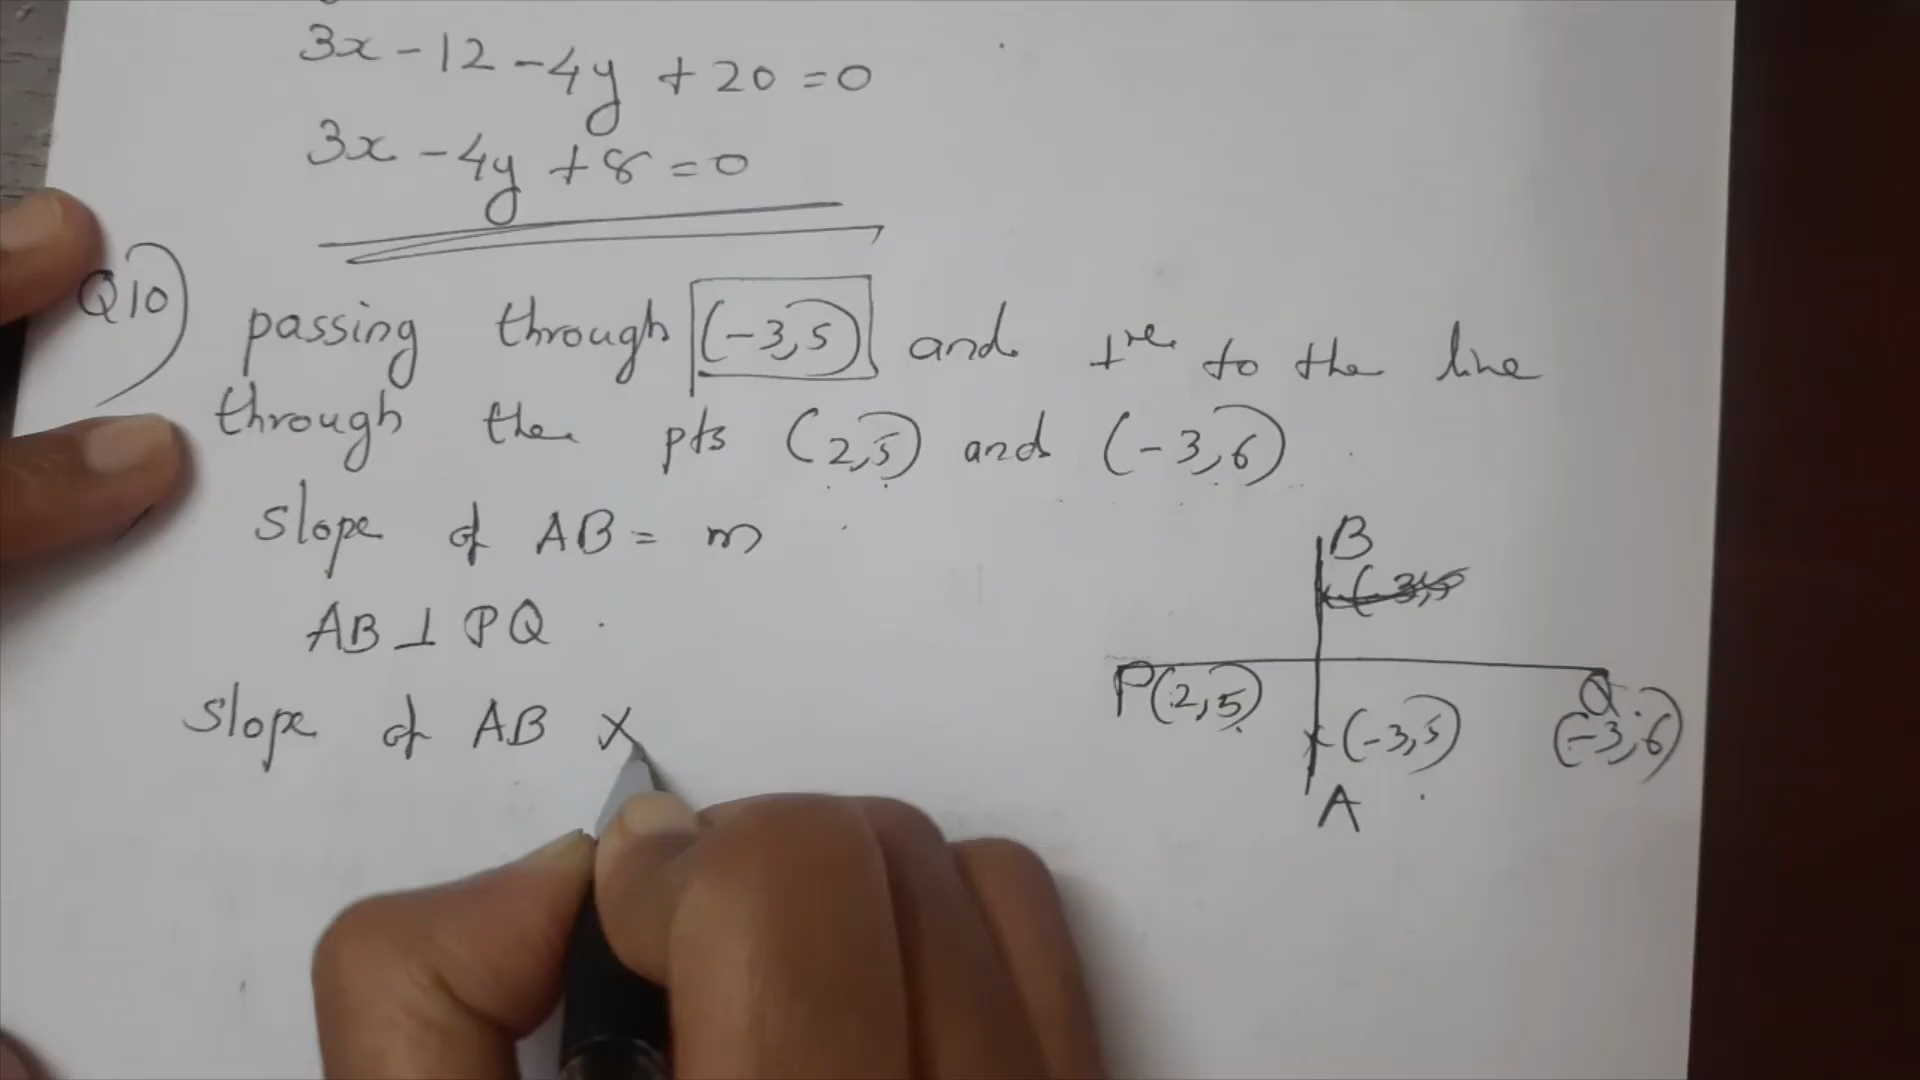 3x - 12 - 4y + 20 = 0
3x - 4y + 8 = 0
Q10) passing through (-3,5) and ⊥re to the line
through the pts (2,5) and (-3,6)
Slope of AB = m
AB ⊥ PQ
Slope of AB X
B
P(2,5)
Q
(-3,6)
(-3,5)
A